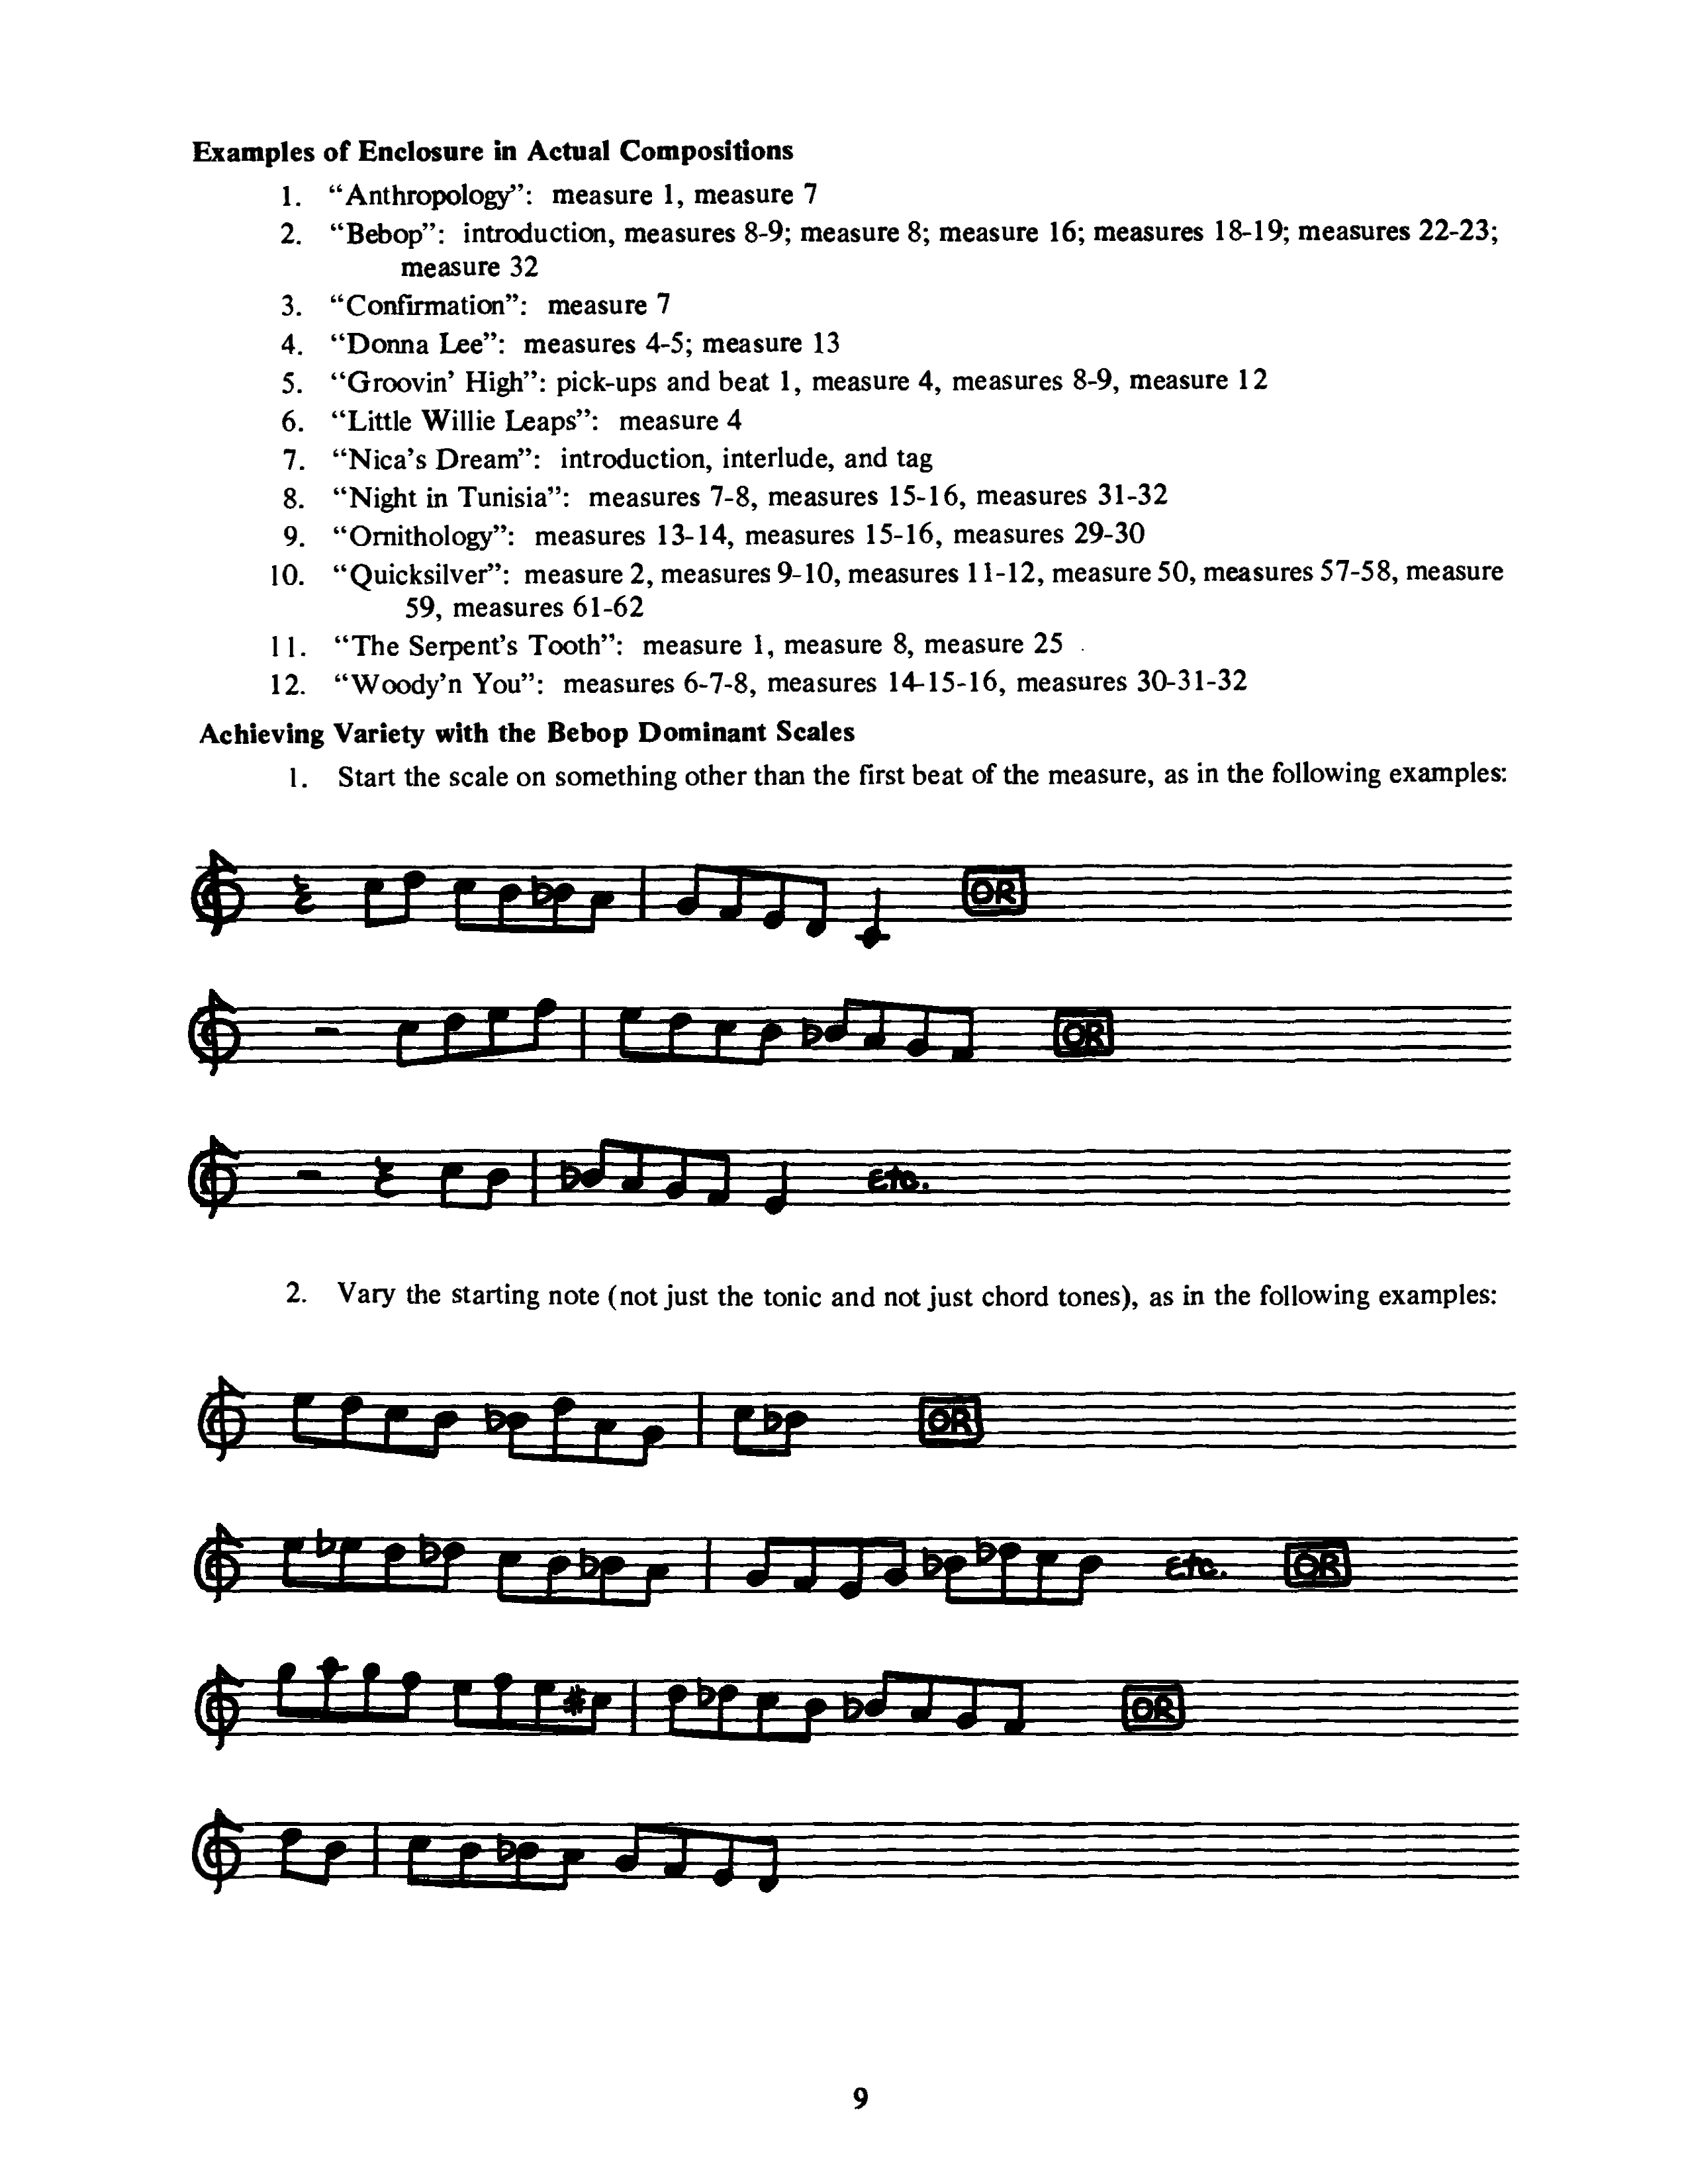 Examples of Enclosure in Actual Compositions
1. “Anthropology”: measure 1, measure 7
2. “Bebop”: introduction, measures 8-9; measure 8; measure 16; measures 18-19; measures 22-23;
measure 32
3. “Confirmation”: measure 7
4. “Donna Lee”: measures 4-5; measure 13
5. “Groovin’ High”: pick-ups and beat 1, measure 4, measures 8-9, measure 12
6. “Little Willie Leaps”: measure 4
7. “Nica’s Dream”: introduction, interlude, and tag
8. “Night in Tunisia”: measures 7-8, measures 15-16, measures 31-32
9. “Ornithology”: measures 13-14, measures 15-16, measures 29-30
10. “Quicksilver”: measure 2, measures 9-10, measures 11-12, measure 50, measures 57-58, measure
59, measures 61-62
11. “The Serpent’s Tooth”: measure 1, measure 8, measure 25
12. “Woody’n You”: measures 6-7-8, measures 14-15-16, measures 30-31-32
Achieving Variety with the Bebop Dominant Scales
1. Start the scale on something other than the first beat of the measure, as in the following examples:
OR
OR
etc.
2. Vary the starting note (not just the tonic and not just chord tones), as in the following examples:
OR
etc. OR
OR
9